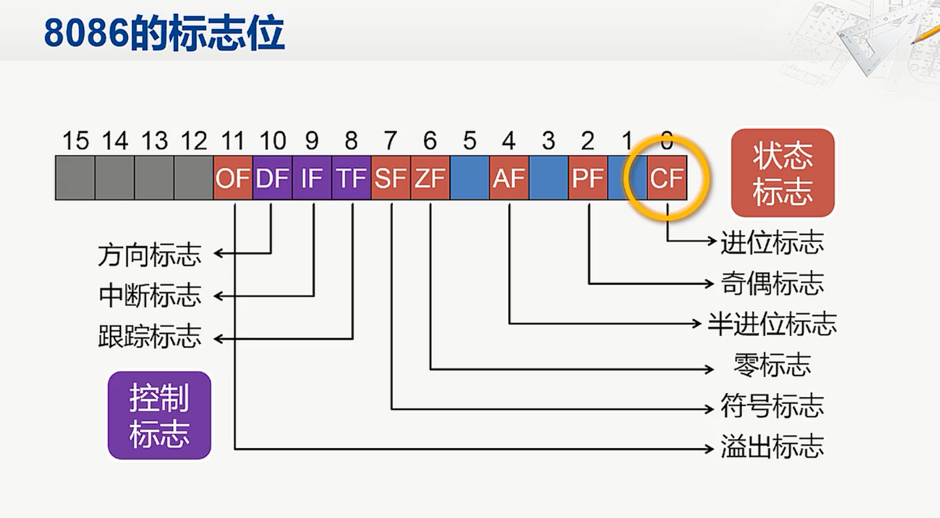 8086的标志位
15 14 13 12 11 10 9 8 7 6 5 4 3 2 1 0
OF DF IF TF SF ZF AF PF CF
状态
标志
进位标志
方向标志
奇偶标志
中断标志
半进位标志
跟踪标志
零标志
控制
标志
符号标志
溢出标志